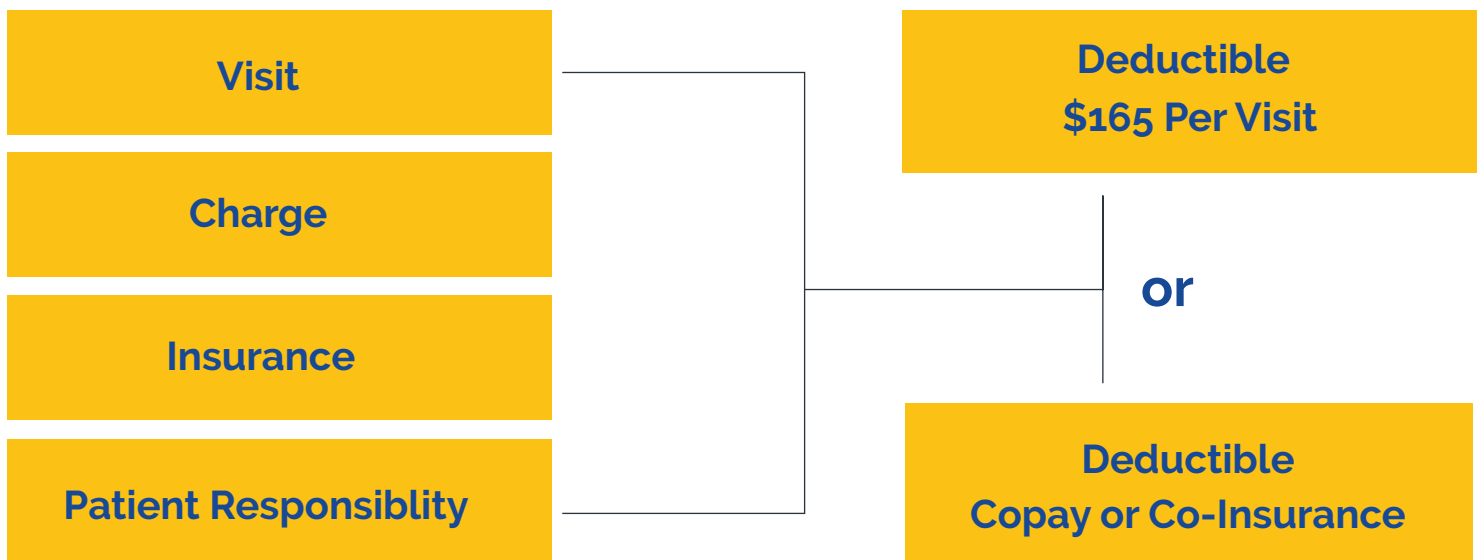 Visit
Charge
Insurance
Patient Responsiblity
Deductible
$165 Per Visit
or
Deductible
Copay or Co-Insurance